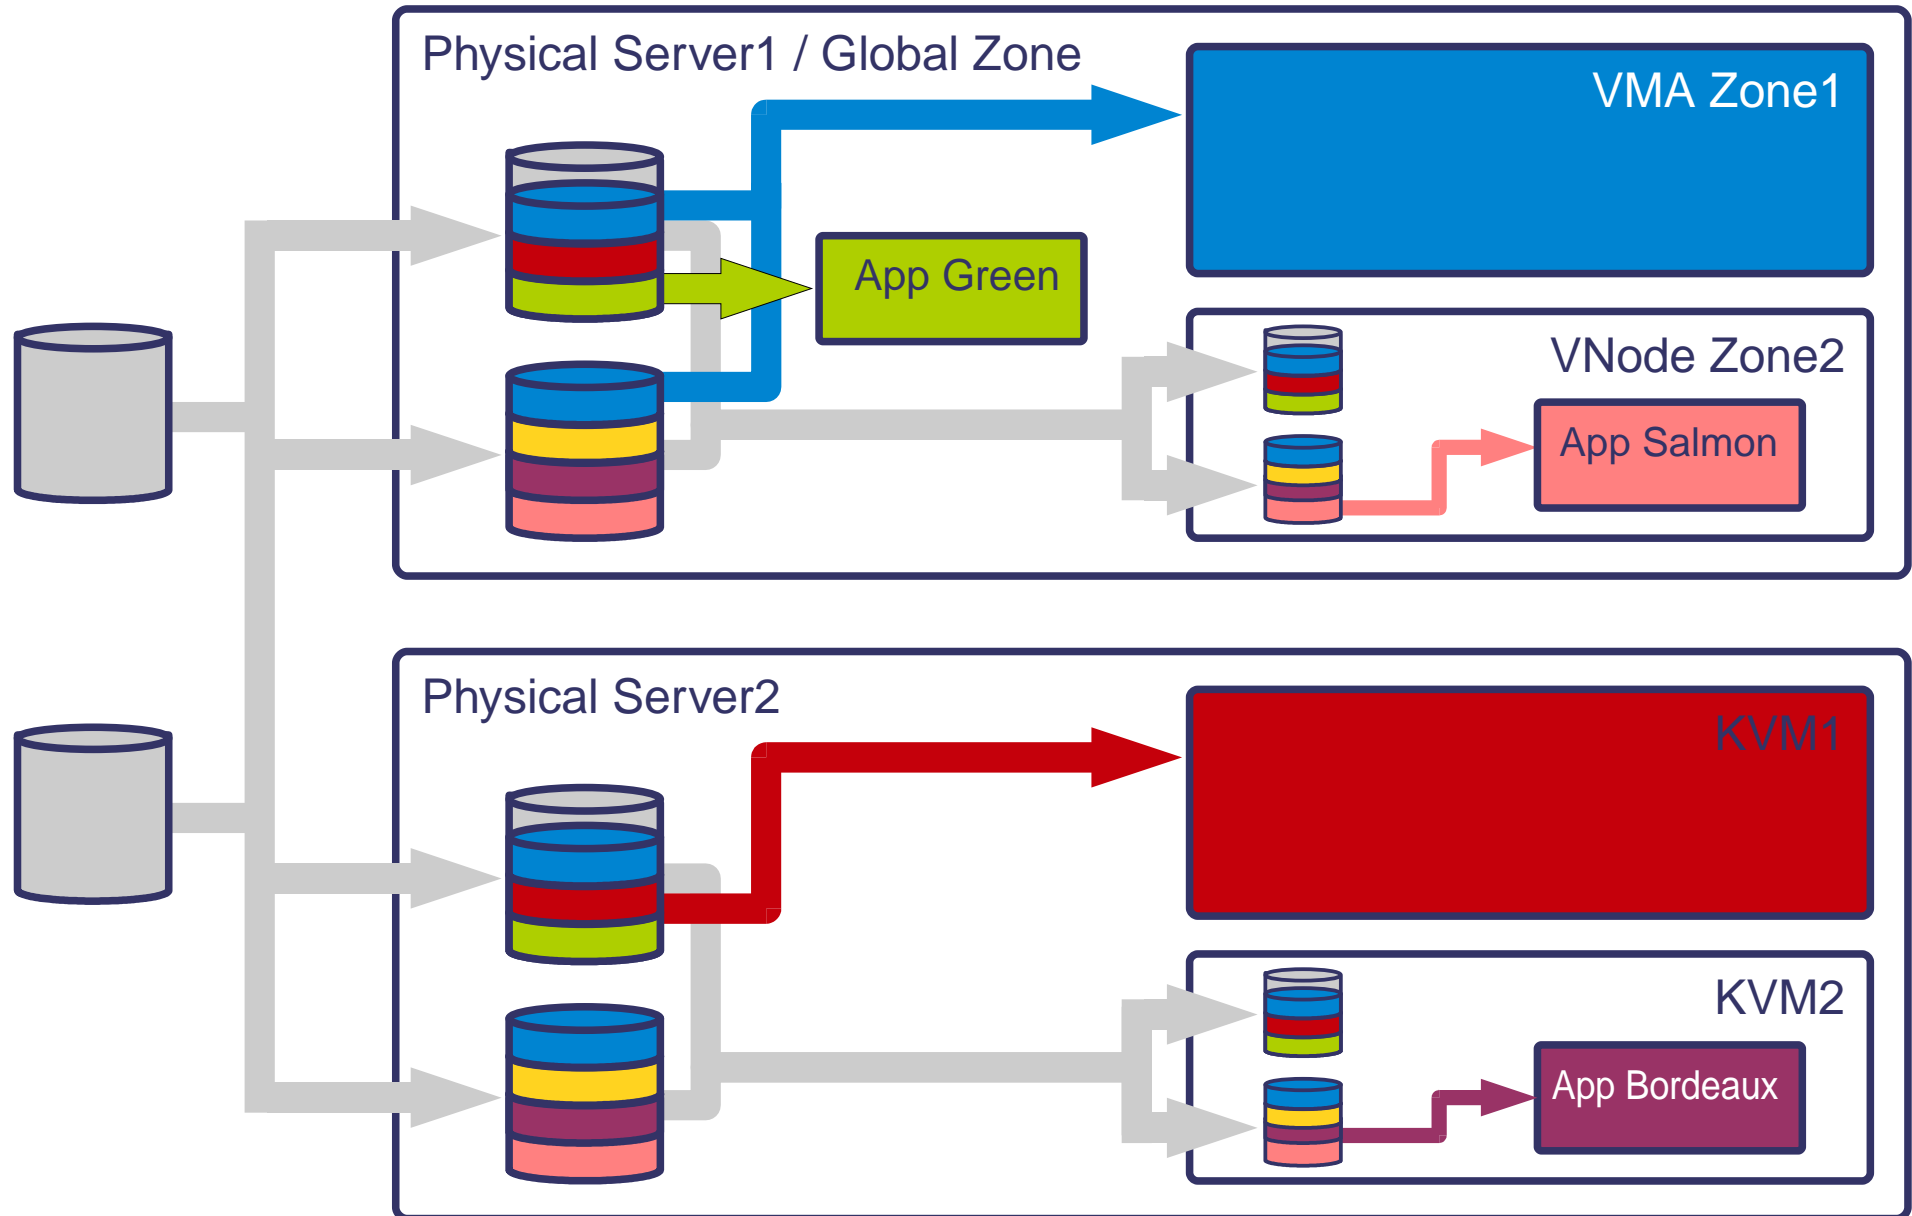 Physical Server1 / Global Zone
VMA Zone1
App Green
VNode Zone2
App Salmon
Physical Server2
KVM1
KVM2
App Bordeaux